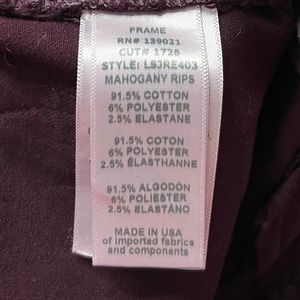 FRAME
RN# 139021
CUT# 1726
STYLE: LSJRE403
MAHOGANY RIPS
91.5% COTTON
6% POLYESTER
2.5% ELASTANE
91.5% COTON
6% POLYESTER
2.5% ÉLASTHANNE
91.5% ALGODÓN
6% POLIESTER
2.5% ELASTÁNO
MADE IN USA
of imported fabrics
and components